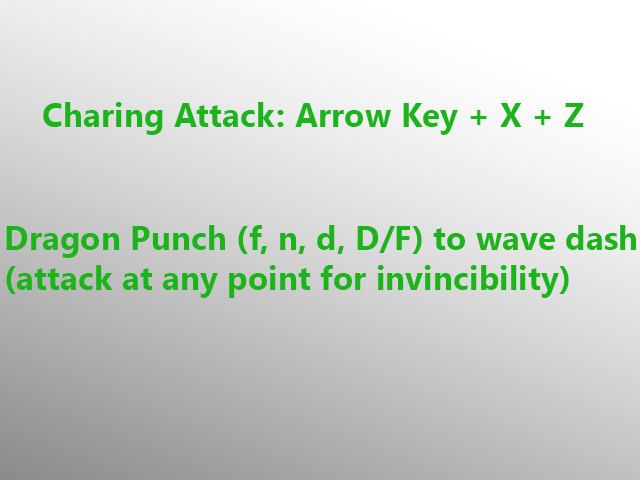 Charing Attack: Arrow Key + X + Z
Dragon Punch (f, n, d, D/F) to wave dash
(attack at any point for invincibility)